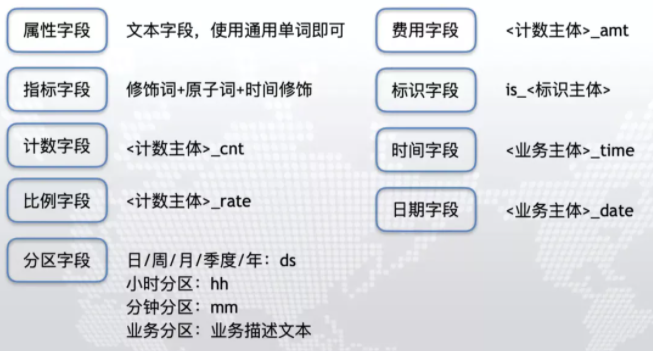 属性字段 文本字段，使用通用单词即可
指标字段 修饰词+原子词+时间修饰
计数字段 <计数主体>_cnt
比例字段 <计数主体>_rate
分区字段 日/周/月/季度/年：ds
小时分区：hh
分钟分区：mm
业务分区：业务描述文本
费用字段 <计数主体>_amt
标识字段 is_<标识主体>
时间字段 <业务主体>_time
日期字段 <业务主体>_date